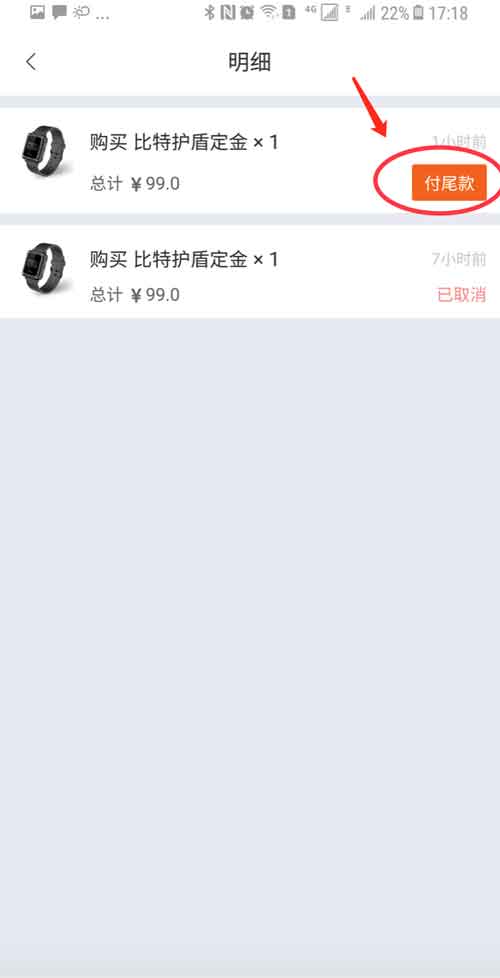 ... 4G 22% 17:18
明细
购买 比特护盾定金 × 1
1小时前
总计 ￥99.0
付尾款
购买 比特护盾定金 × 1
7小时前
总计 ￥99.0
已取消